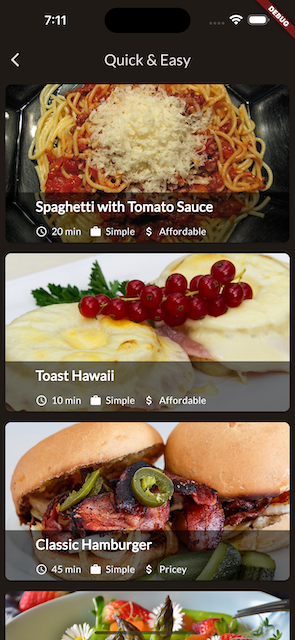 7:11
DEBUG
Quick & Easy
Spaghetti with Tomato Sauce
20 min Simple $ Affordable
Toast Hawaii
10 min Simple $ Affordable
Classic Hamburger
45 min Simple $ Pricey